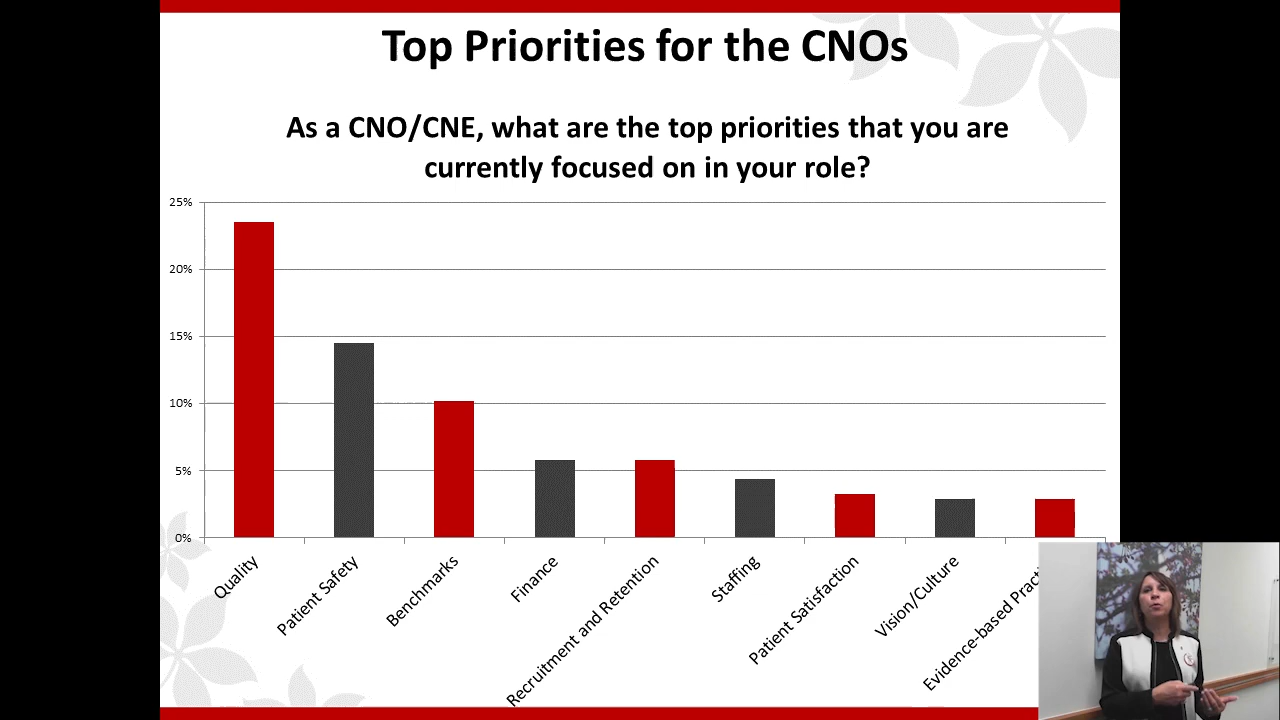 Top Priorities for the CNOs
As a CNO/CNE, what are the top priorities that you are
currently focused on in your role?
25%
20%
15%
10%
5%
0%
Quality
Patient Safety
Benchmarks
Finance
Recruitment and Retention
Staffing
Patient Satisfaction
Vision/Culture
Evidence-based